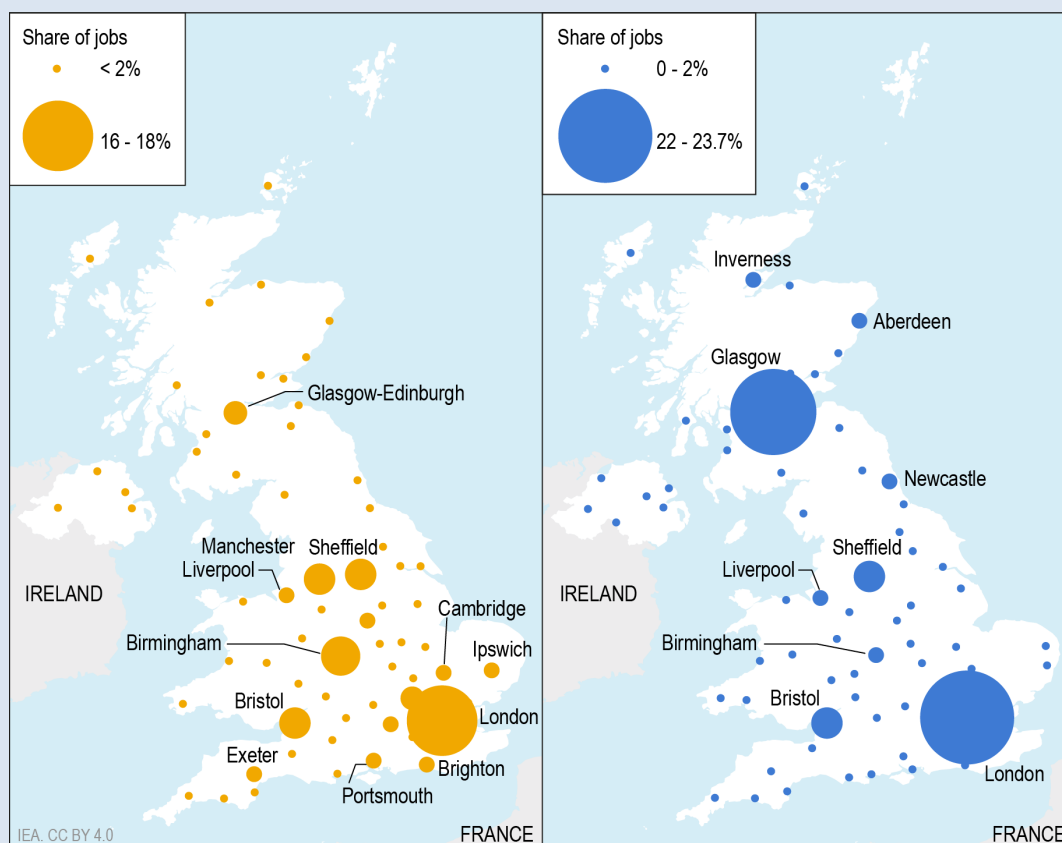 Share of jobs
< 2%
16 - 18%
Glasgow-Edinburgh
Manchester
Sheffield
Liverpool
IRELAND
Cambridge
Birmingham
Ipswich
Bristol
London
Exeter
Brighton
Portsmouth
IEA. CC BY 4.0
FRANCE
Share of jobs
0 - 2%
22 - 23.7%
Inverness
Aberdeen
Glasgow
Newcastle
Sheffield
Liverpool
IRELAND
Birmingham
Bristol
London
FRANCE